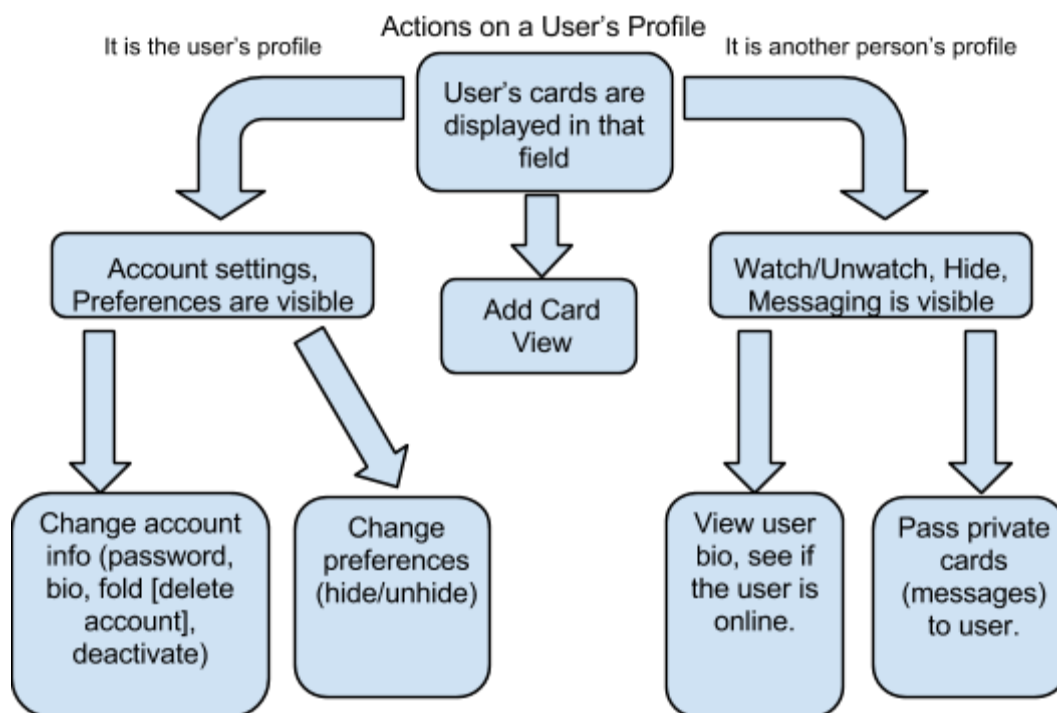 Actions on a User's Profile
It is the user's profile
It is another person's profile
User's cards are
displayed in that
field
Account settings,
Preferences are visible
Add Card
View
Watch/Unwatch, Hide,
Messaging is visible
Change account
info (password,
bio, fold [delete
account],
deactivate)
Change
preferences
(hide/unhide)
View user
bio, see if
the user is
online.
Pass private
cards
(messages)
to user.